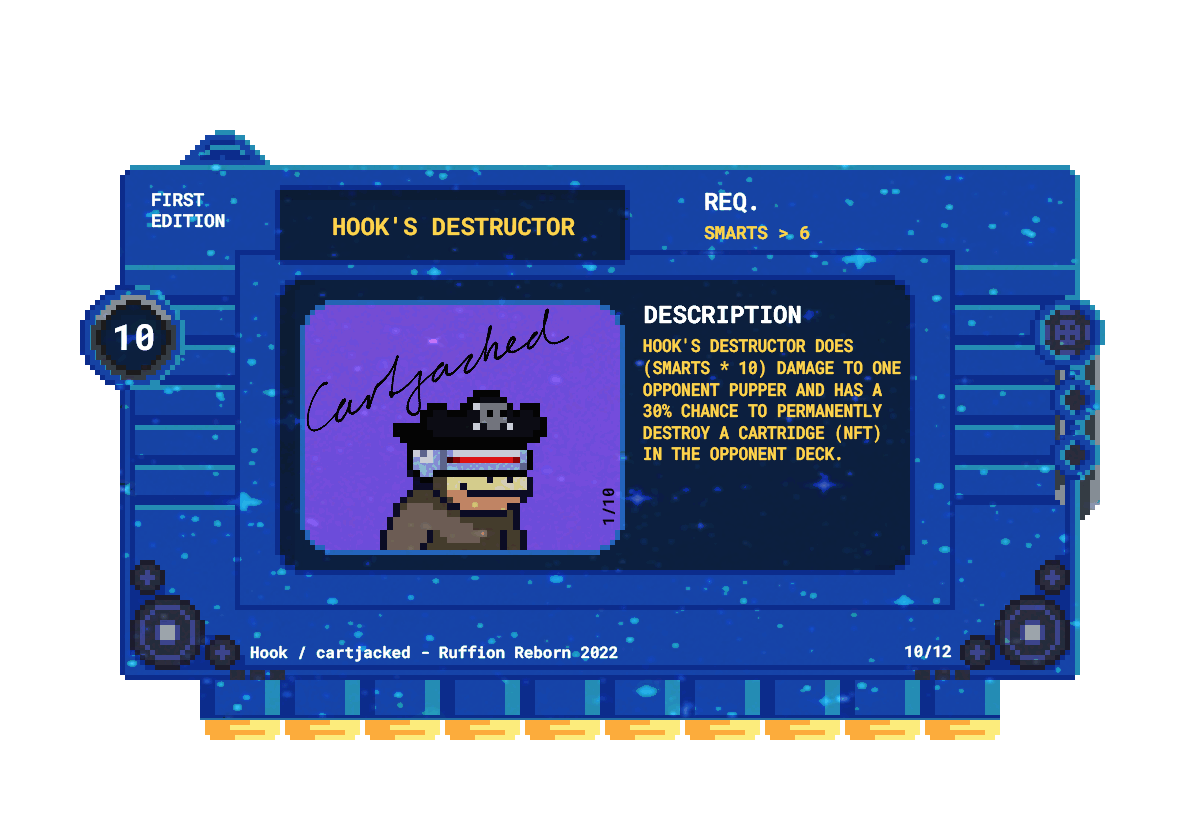 FIRST
EDITION
HOOK'S DESTRUCTOR
REQ.
SMARTS > 6
10
Cartjacked
1/10
DESCRIPTION
HOOK'S DESTRUCTOR DOES
(SMARTS * 10) DAMAGE TO ONE
OPPONENT PUPPER AND HAS A
30% CHANCE TO PERMANENTLY
DESTROY A CARTRIDGE (NFT)
IN THE OPPONENT DECK.
Hook / cartjacked - Ruffion Reborn 2022
10/12